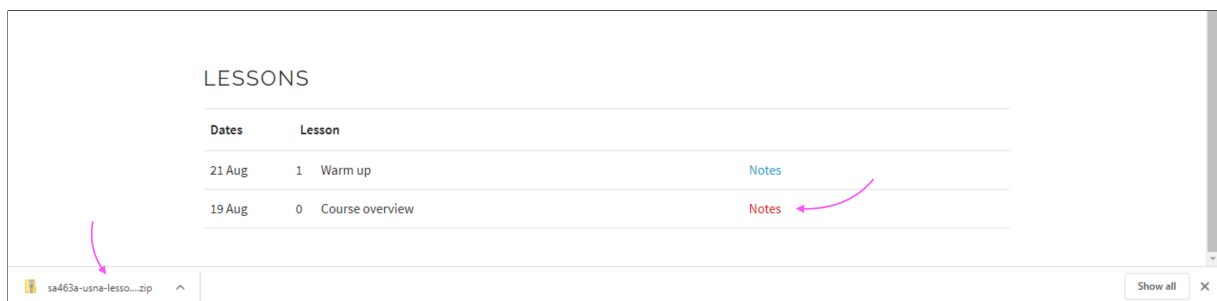 LESSONS
Dates Lesson
21 Aug 1 Warm up Notes
19 Aug 0 Course overview Notes
sa463a-usna-lesso....zip Show all